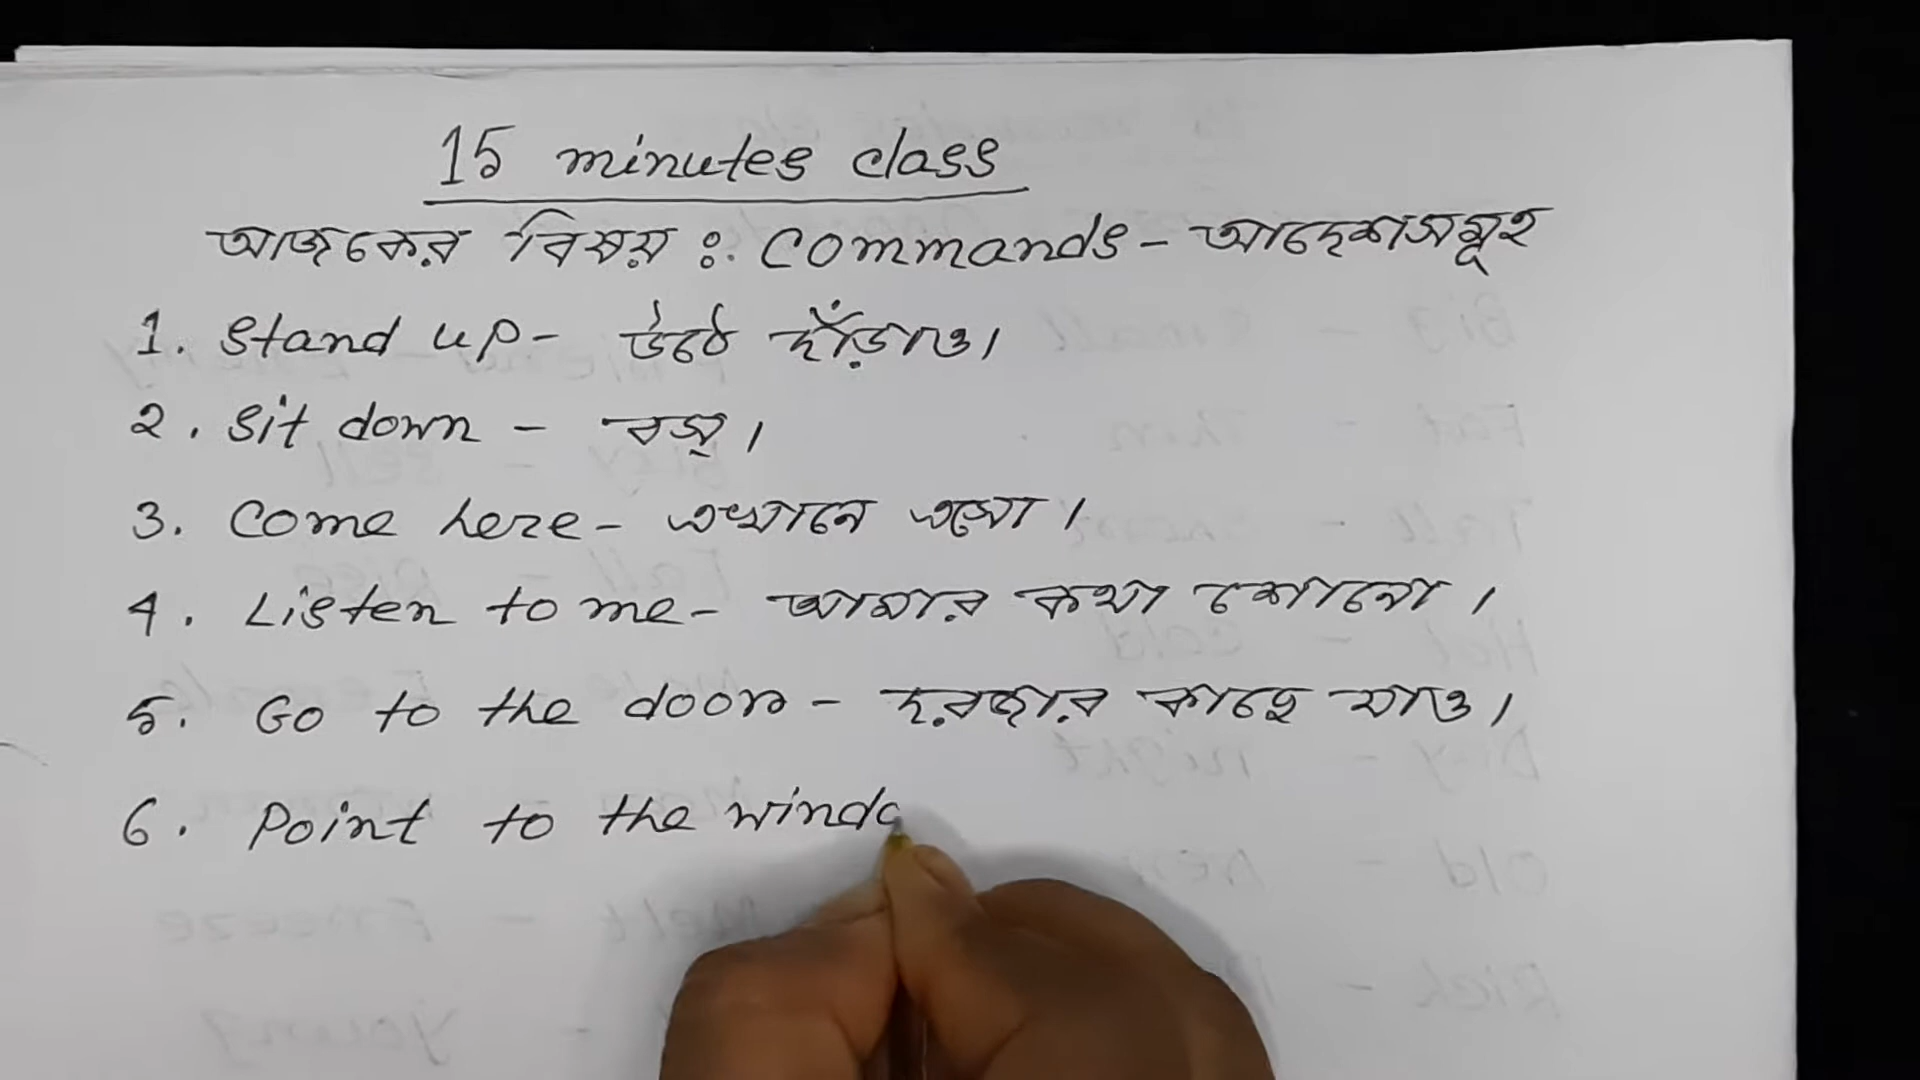 15 minutes class
আজকের বিষয় ঃ. Commands - আদেশসমূহ
1. Stand up - উঠে দাঁড়াও।
2. Sit down - বস্।
3. Come here - এখানে এসো।
4. Listen to me - আমার কথা শোনো।
5. Go to the door - দরজার কাছে যাও।
6. Point to the windo